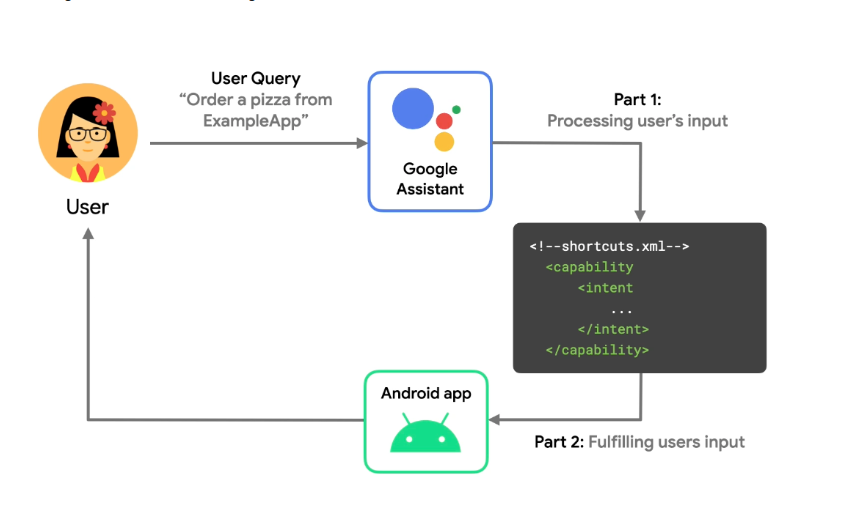 User Query
“Order a pizza from
ExampleApp”
Part 1:
Processing user’s input
Google
Assistant
User
<!--shortcuts.xml-->
<capability
<intent
...
</intent>
</capability>
Android app
Part 2: Fulfilling users input